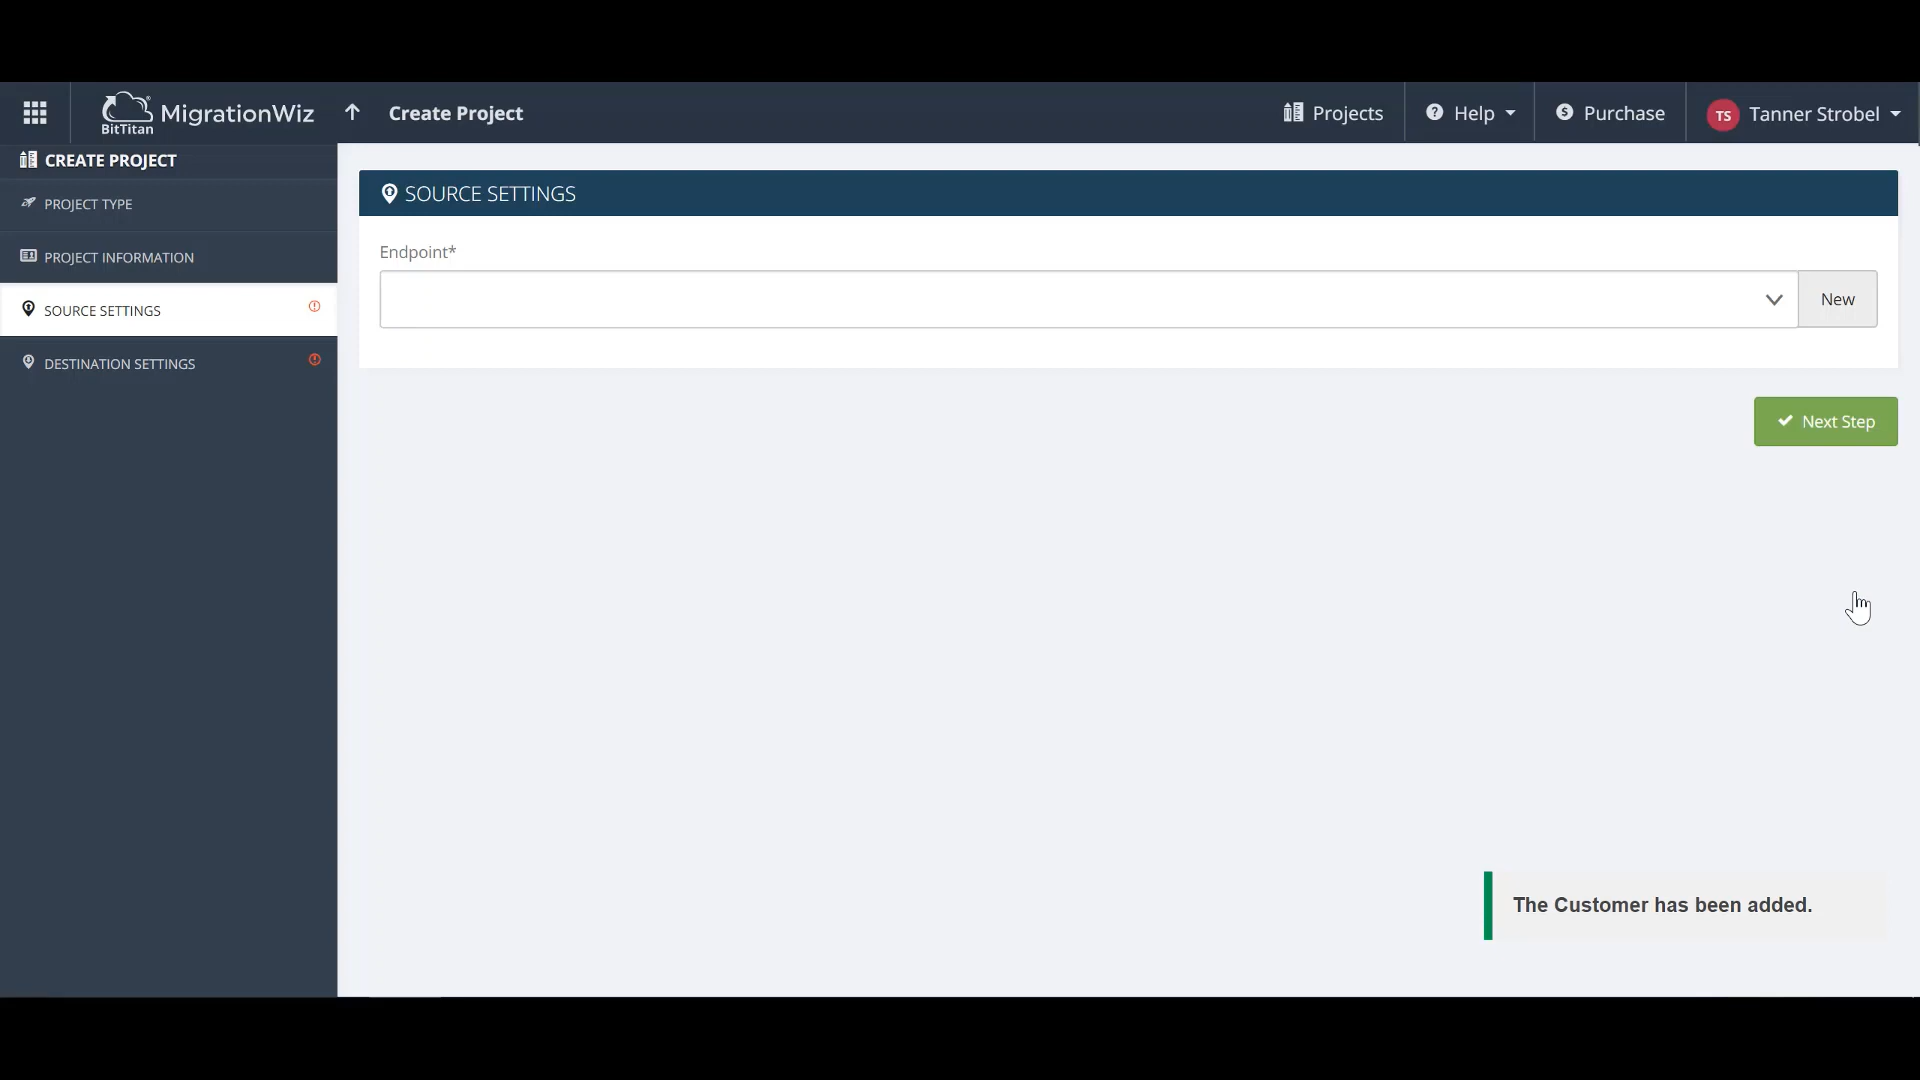 BitTitan MigrationWiz
Create Project
Projects
Help
Purchase
TS
Tanner Strobel
CREATE PROJECT
PROJECT TYPE
PROJECT INFORMATION
SOURCE SETTINGS
DESTINATION SETTINGS
SOURCE SETTINGS
Endpoint*
New
Next Step
The Customer has been added.